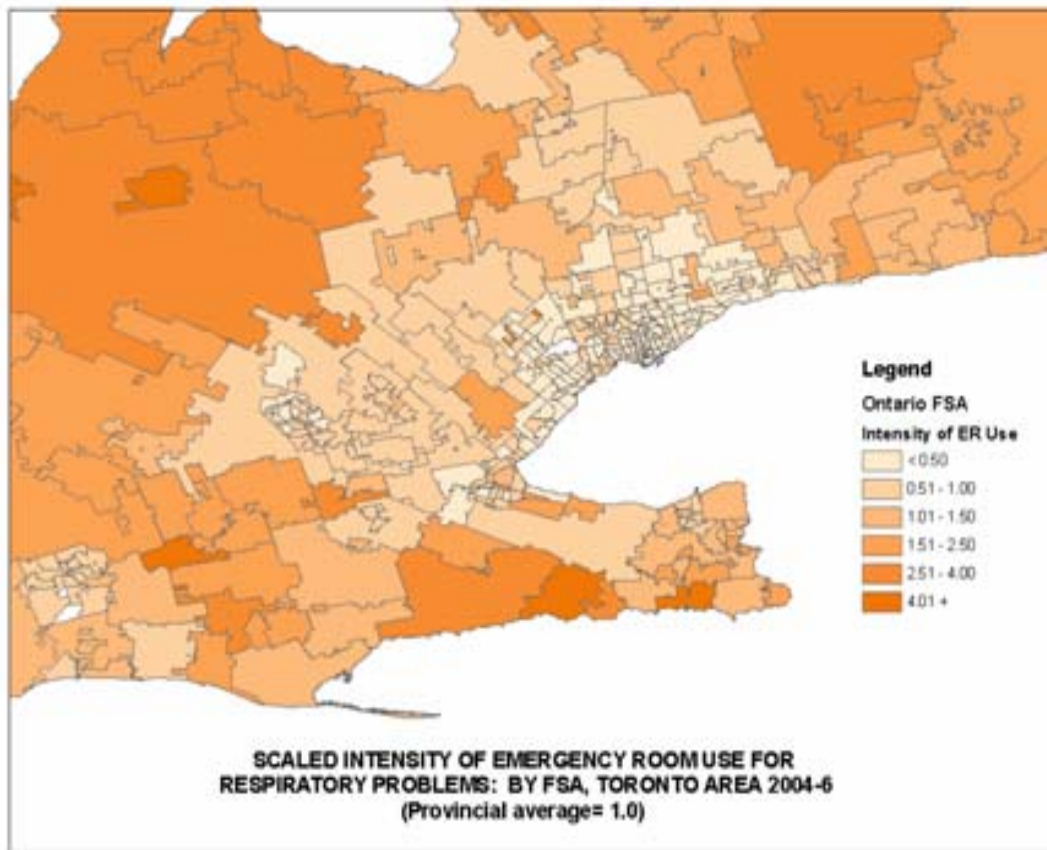 Legend
Ontario FSA
Intensity of ER Use
< 0.50
0.51 - 1.00
1.01 - 1.50
1.51 - 2.50
2.51 - 4.00
4.01 +
SCALED INTENSITY OF EMERGENCY ROOM USE FOR
RESPIRATORY PROBLEMS: BY FSA, TORONTO AREA 2004-6
(Provincial average= 1.0)